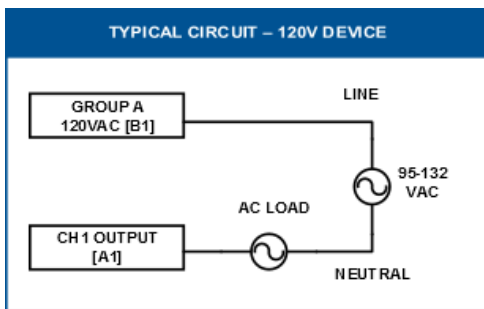 TYPICAL CIRCUIT – 120V DEVICE
LINE
GROUP A
120VAC [B1]
95-132
VAC
AC LOAD
CH1 OUTPUT
[A1]
NEUTRAL